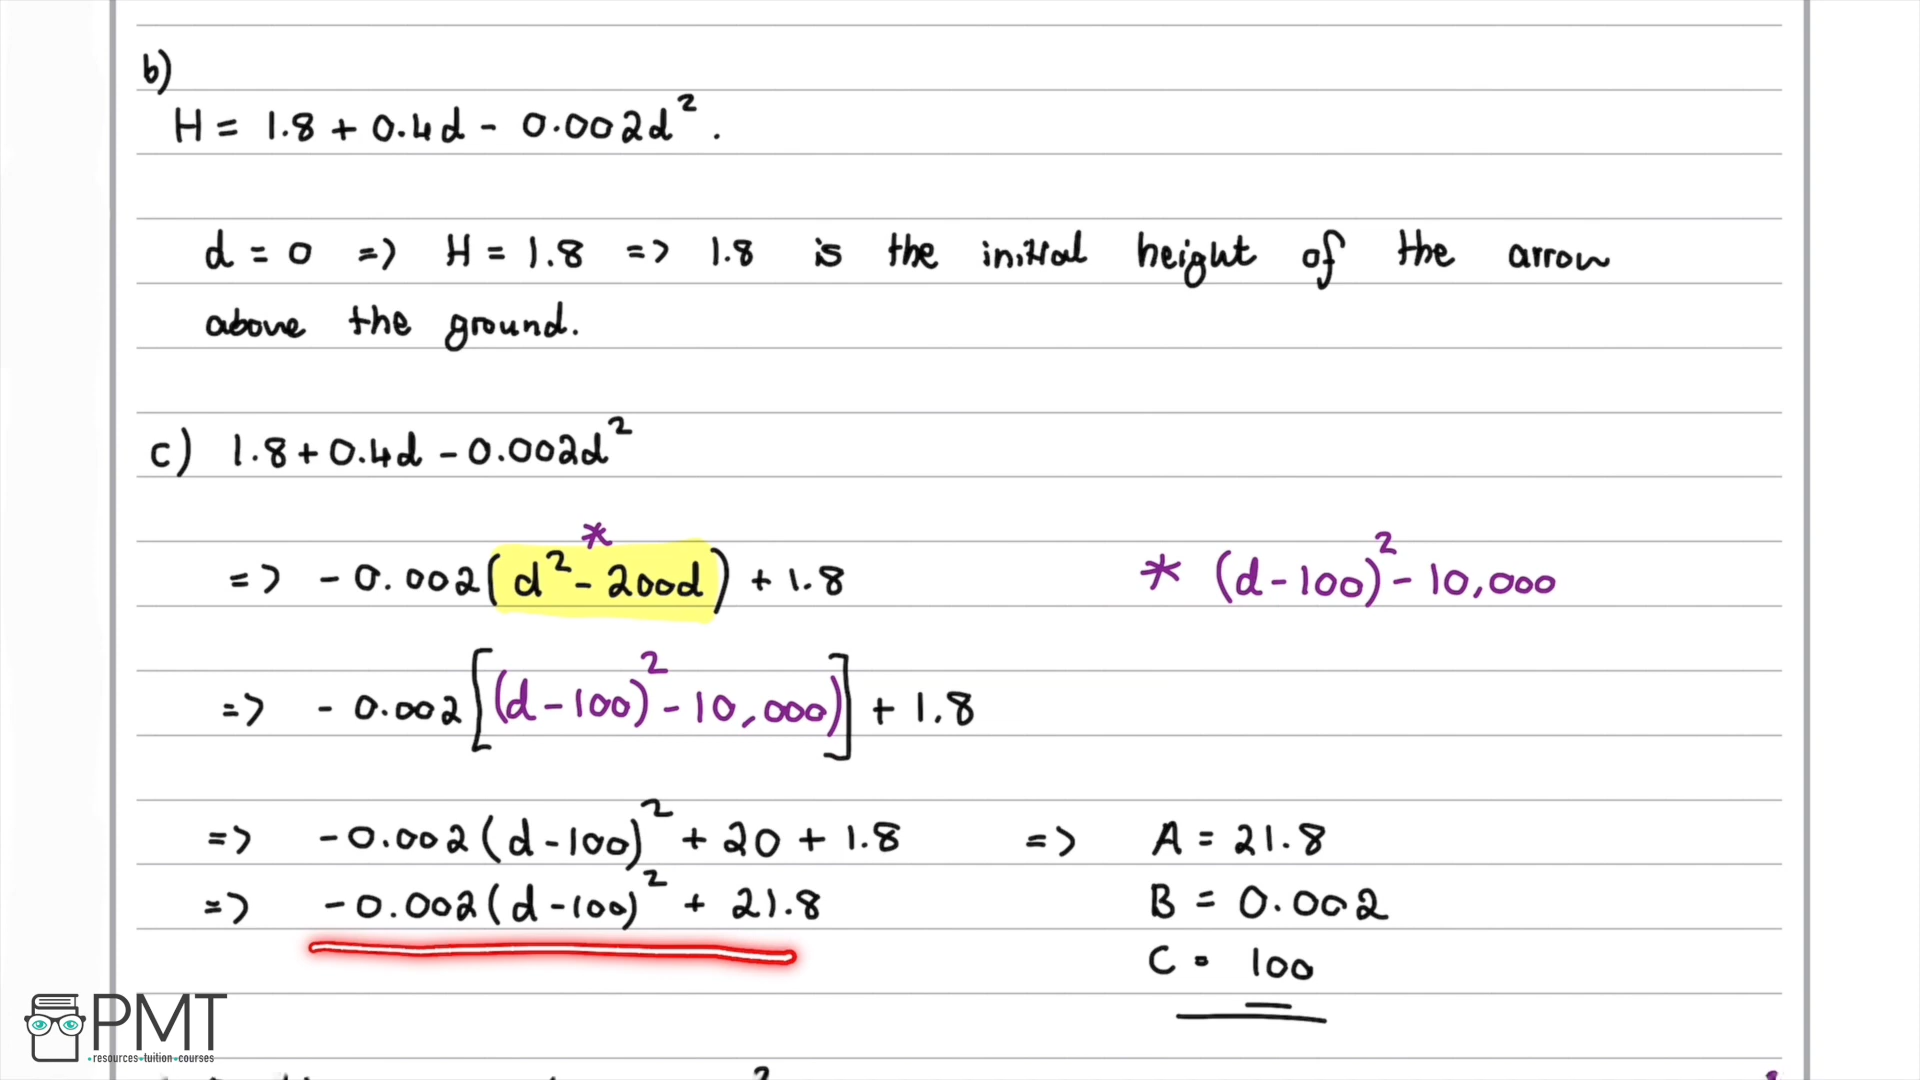 b)
H = 1.8 + 0.4d - 0.002d².
d = 0 => H = 1.8 => 1.8 is the initial height of the arrow
above the ground.
c) 1.8 + 0.4d - 0.002d²
*
=> - 0.002(d² - 200d) + 1.8
* (d - 100)² - 10,000
=> - 0.002[(d - 100)² - 10,000)] + 1.8
=> -0.002(d - 100)² + 20 + 1.8 => A = 21.8
=> -0.002(d - 100)² + 21.8
B = 0.002
C = 100
PMT
•resources•tuition•courses